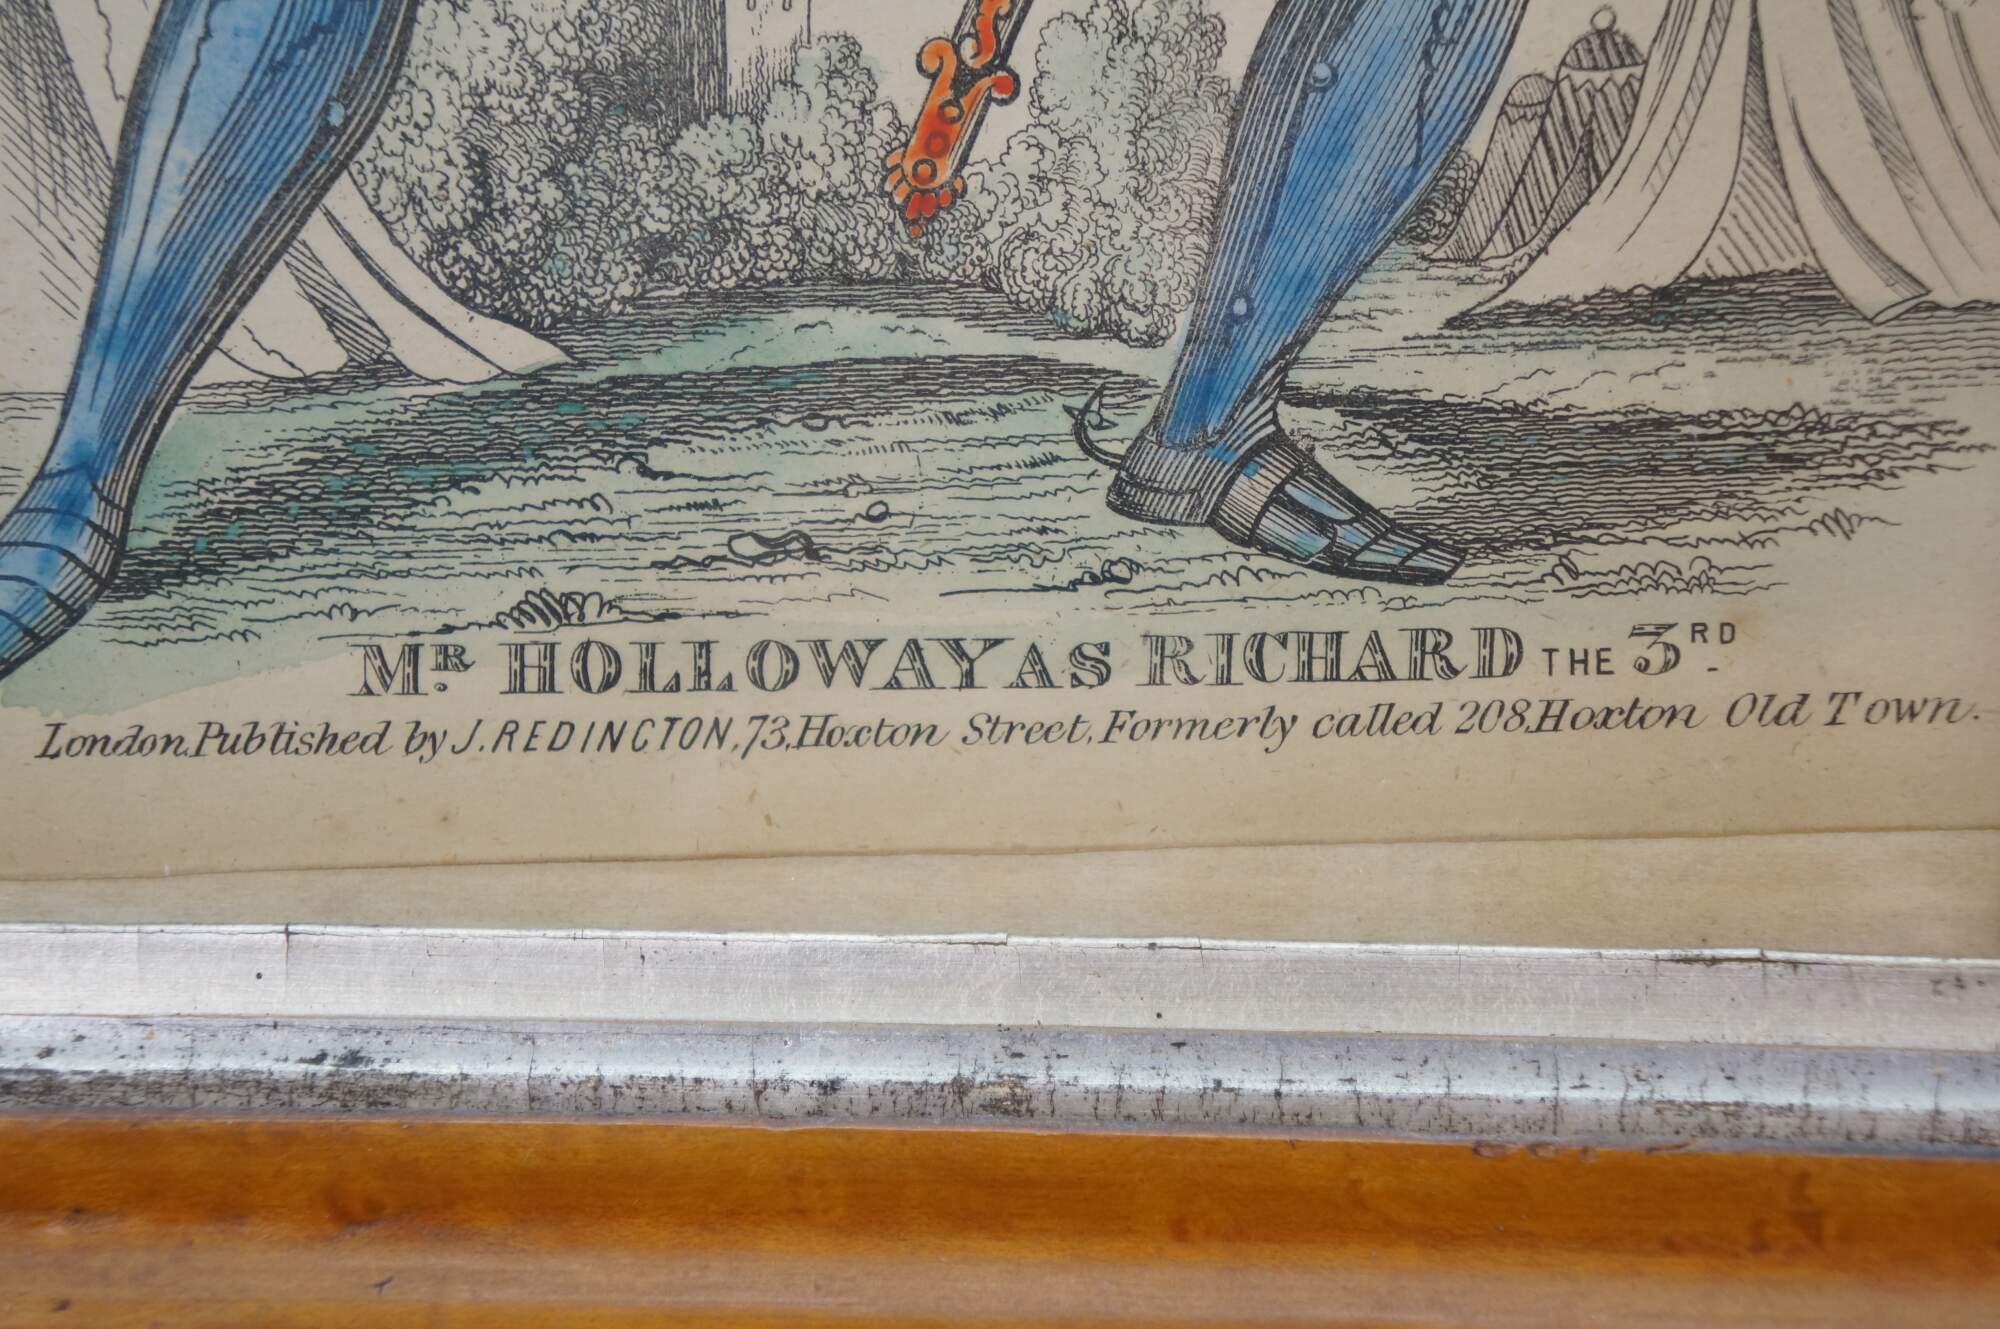 MR. HOLLOWAY AS RICHARD THE 3RD
London, Published by J. REDINGTON, 73, Hoxton Street, Formerly called 208, Hoxton Old Town.